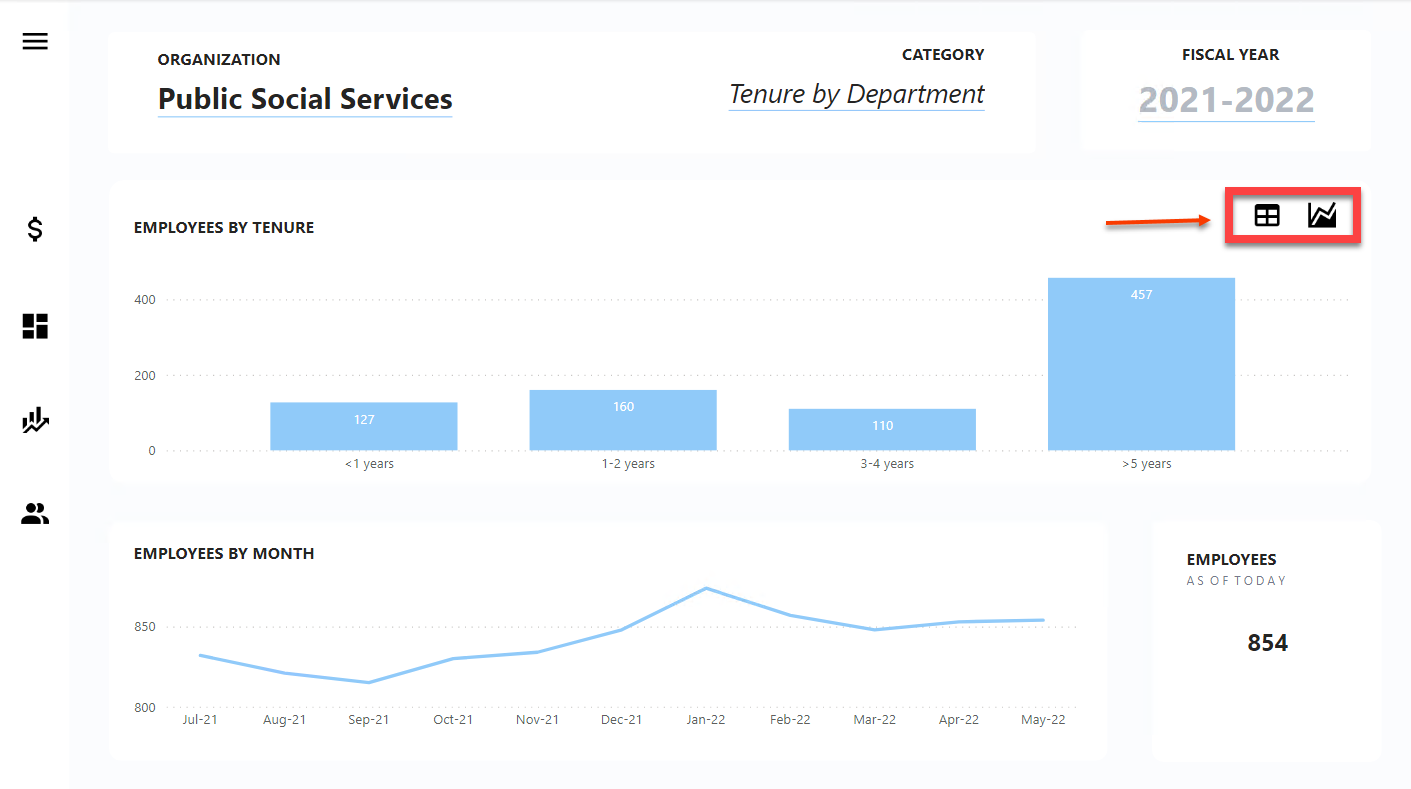 ORGANIZATION
Public Social Services
CATEGORY
Tenure by Department
FISCAL YEAR
2021-2022
$
EMPLOYEES BY TENURE
400
200
0
127
160
110
457
<1 years
1-2 years
3-4 years
>5 years
EMPLOYEES BY MONTH
850
800
Jul-21
Aug-21
Sep-21
Oct-21
Nov-21
Dec-21
Jan-22
Feb-22
Mar-22
Apr-22
May-22
EMPLOYEES
AS OF TODAY
854